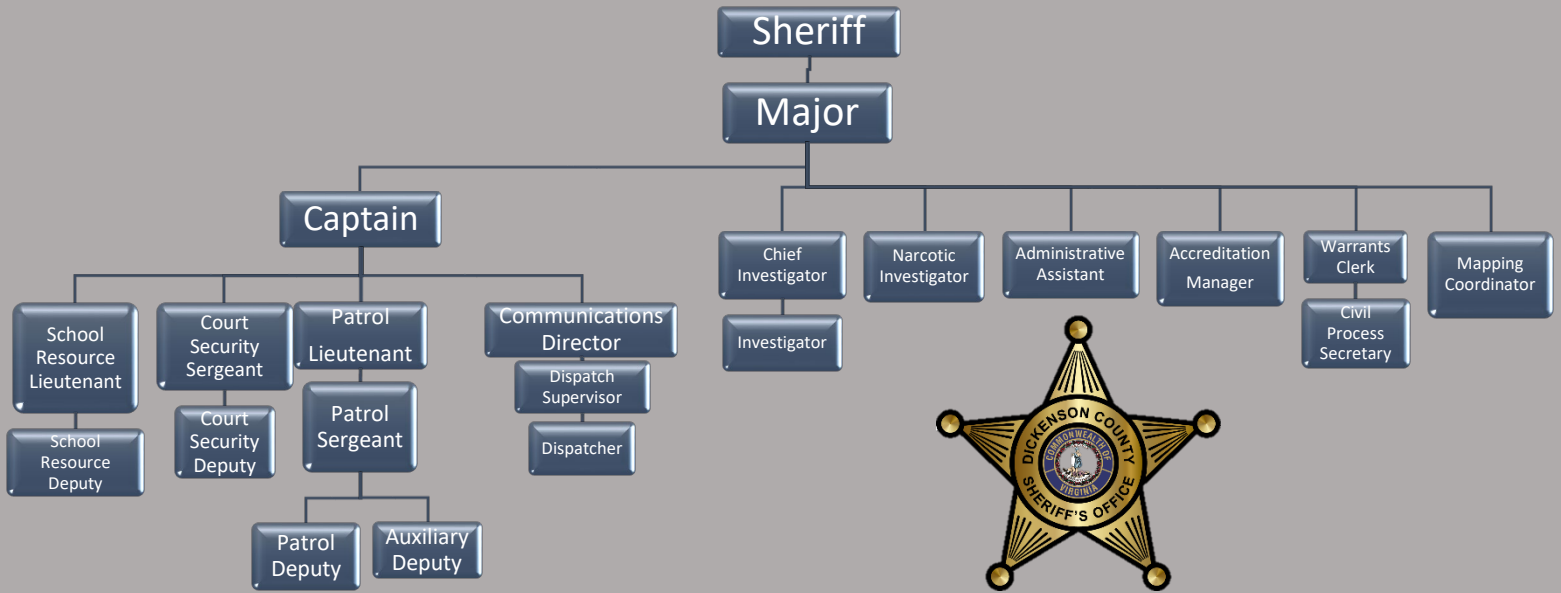 Sheriff
Major
Captain
Chief
Investigator
Narcotic
Investigator
Administrative
Assistant
Accreditation
Manager
Warrants
Clerk
Mapping
Coordinator
Investigator
Civil
Process
Secretary
School
Resource
Lieutenant
Court
Security
Sergeant
Patrol
Lieutenant
Communications
Director
School
Resource
Deputy
Court
Security
Deputy
Patrol
Sergeant
Dispatch
Supervisor
Dispatcher
Patrol
Deputy
Auxiliary
Deputy
DICKENSON COUNTY
SHERIFF'S OFFICE
COMMONWEALTH OF
VIRGINIA